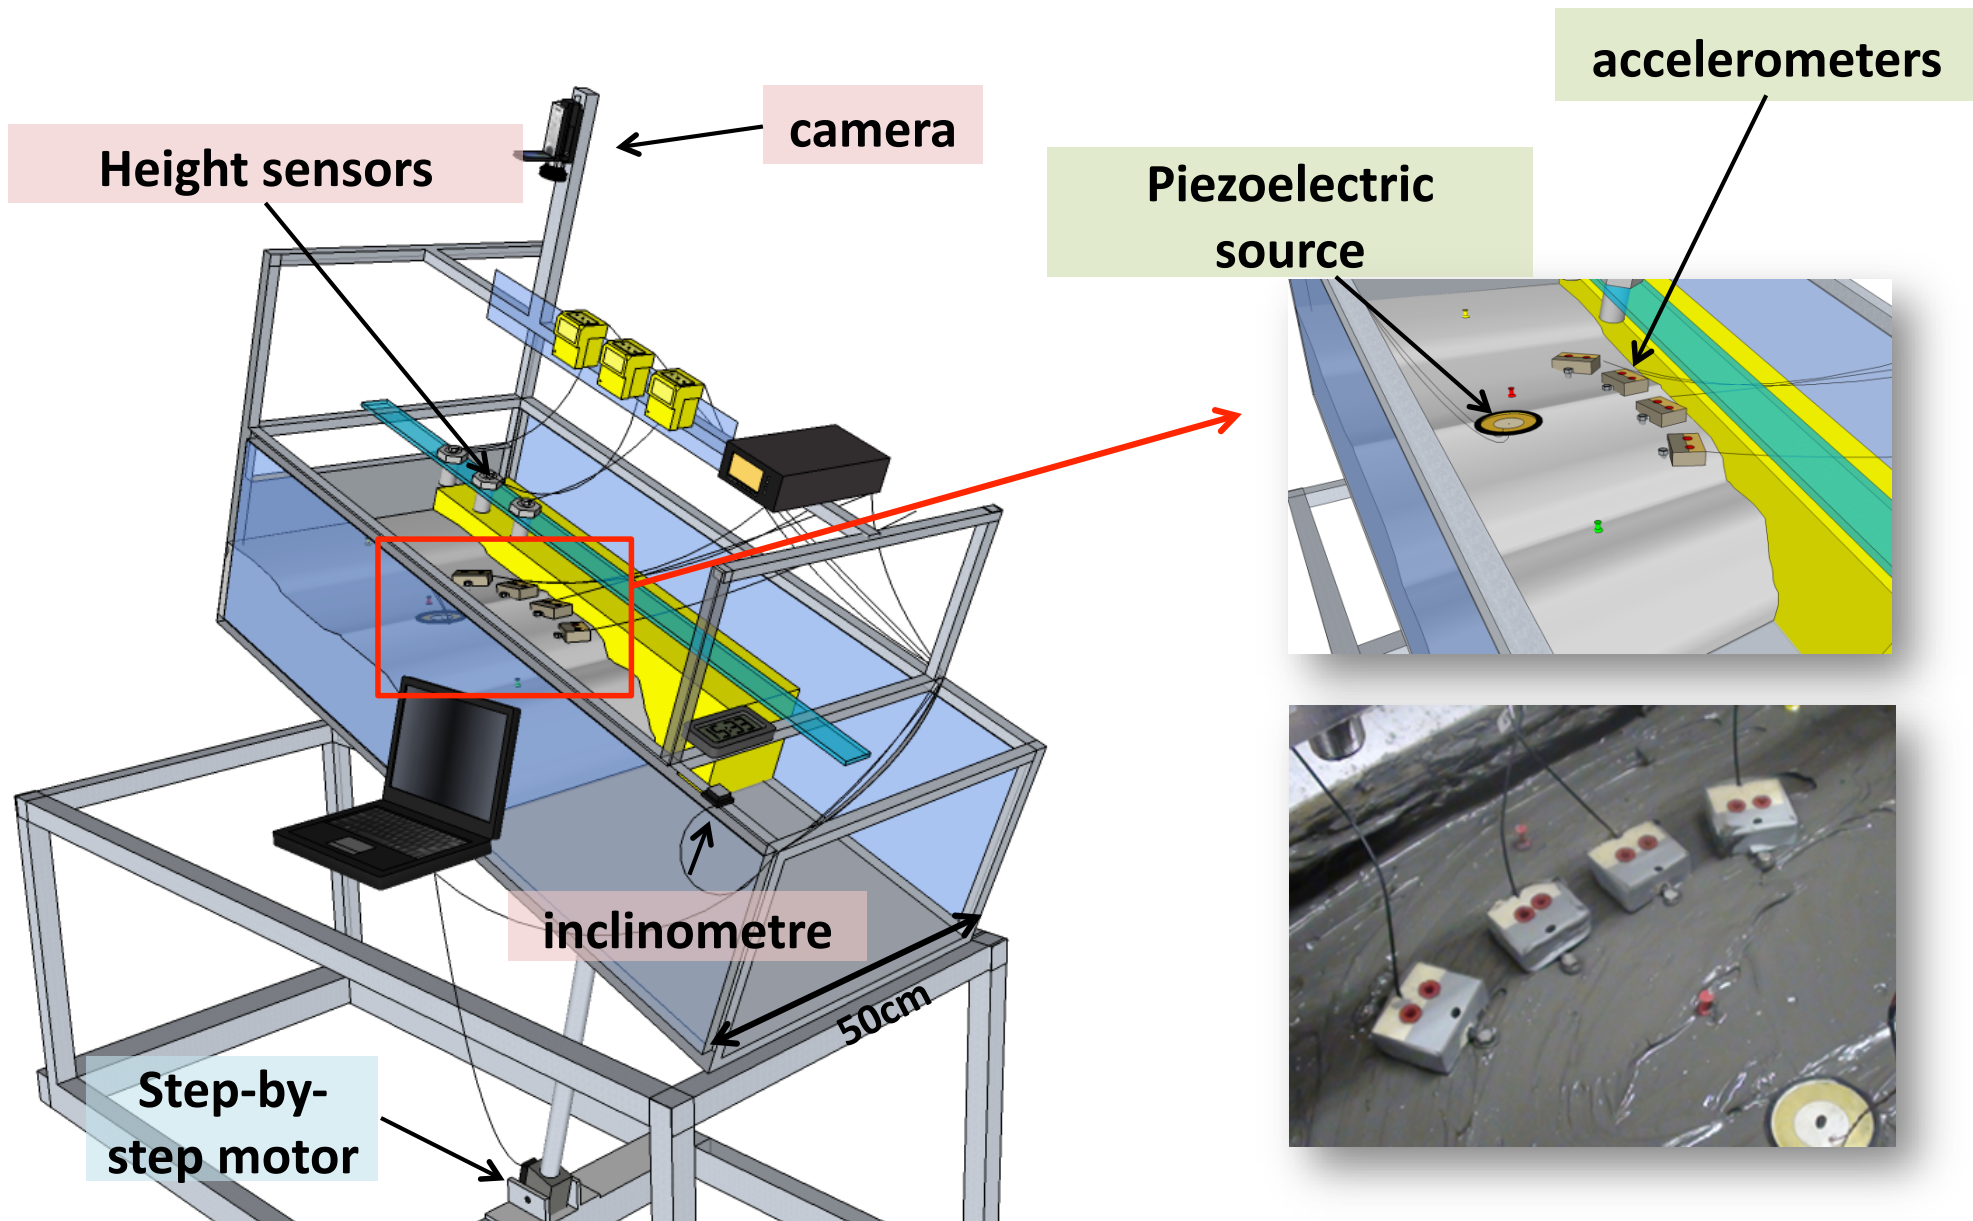 accelerometers
camera
Height sensors
Piezoelectric
source
inclinometre
50cm
Step-by-
step motor